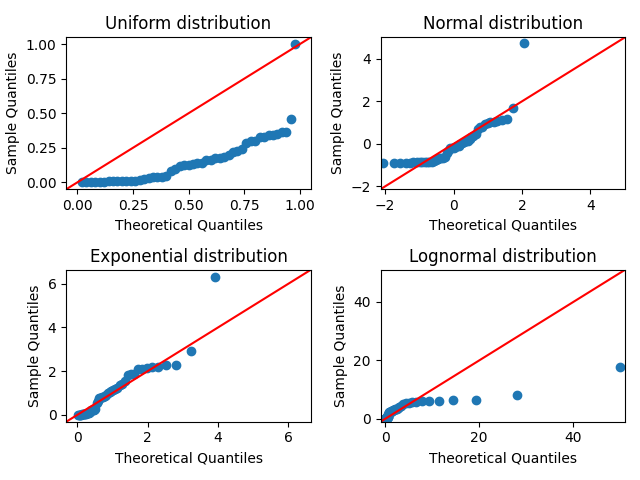 Uniform distribution
1.00
0.75
0.50
0.25
0.00
Sample Quantiles
0.00 0.25 0.50 0.75 1.00
Theoretical Quantiles
Normal distribution
4
2
0
−2
Sample Quantiles
−2 0 2 4
Theoretical Quantiles
Exponential distribution
6
4
2
0
Sample Quantiles
0 2 4 6
Theoretical Quantiles
Lognormal distribution
40
20
0
Sample Quantiles
0 20 40
Theoretical Quantiles